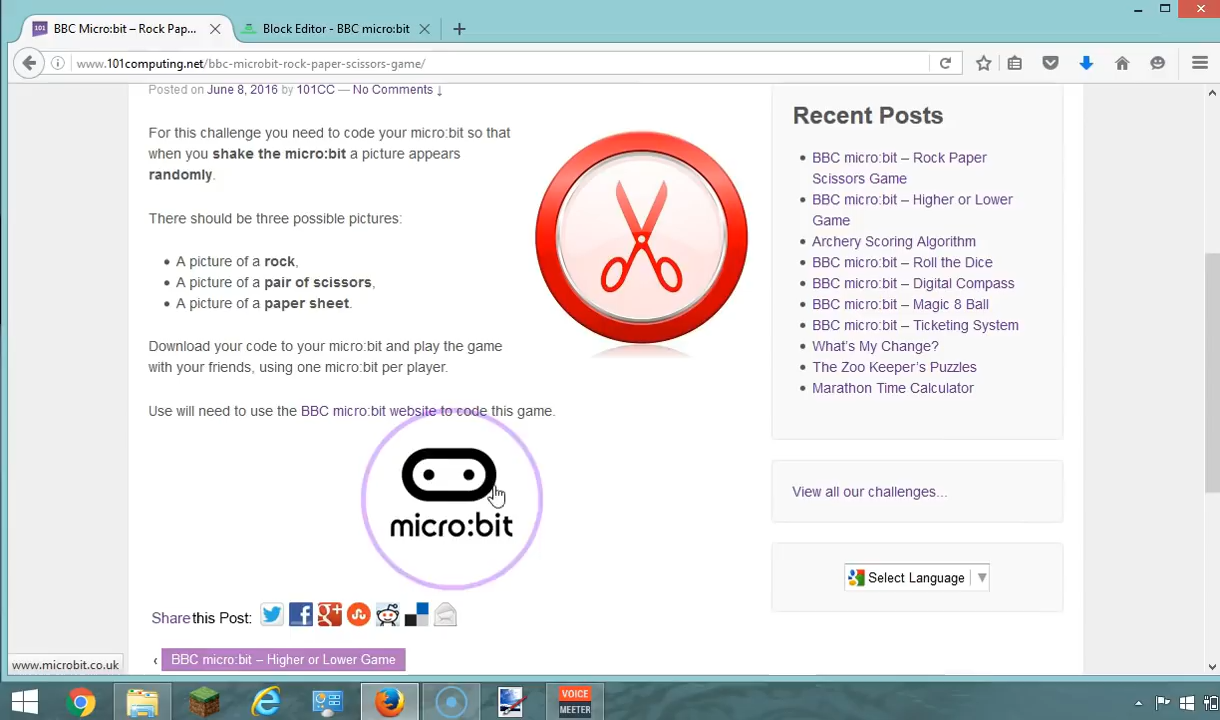 BBC Micro:bit – Rock Pap...
Block Editor - BBC micro:bit
www.101computing.net/bbc-microbit-rock-paper-scissors-game/
Posted on June 8, 2016 by 101CC — No Comments ↓
For this challenge you need to code your micro:bit so that
when you shake the micro:bit a picture appears
randomly.
There should be three possible pictures:
• A picture of a rock,
• A picture of a pair of scissors,
• A picture of a paper sheet.
Download your code to your micro:bit and play the game
with your friends, using one micro:bit per player.
Use will need to use the BBC micro:bit website to code this game.
micro:bit
Share this Post:
‹ BBC micro:bit – Higher or Lower Game
Recent Posts
• BBC micro:bit – Rock Paper
Scissors Game
• BBC micro:bit – Higher or Lower
Game
• Archery Scoring Algorithm
• BBC micro:bit – Roll the Dice
• BBC micro:bit – Digital Compass
• BBC micro:bit – Magic 8 Ball
• BBC micro:bit – Ticketing System
• What's My Change?
• The Zoo Keeper's Puzzles
• Marathon Time Calculator
View all our challenges...
Select Language
www.microbit.co.uk
VOICE
MEETER